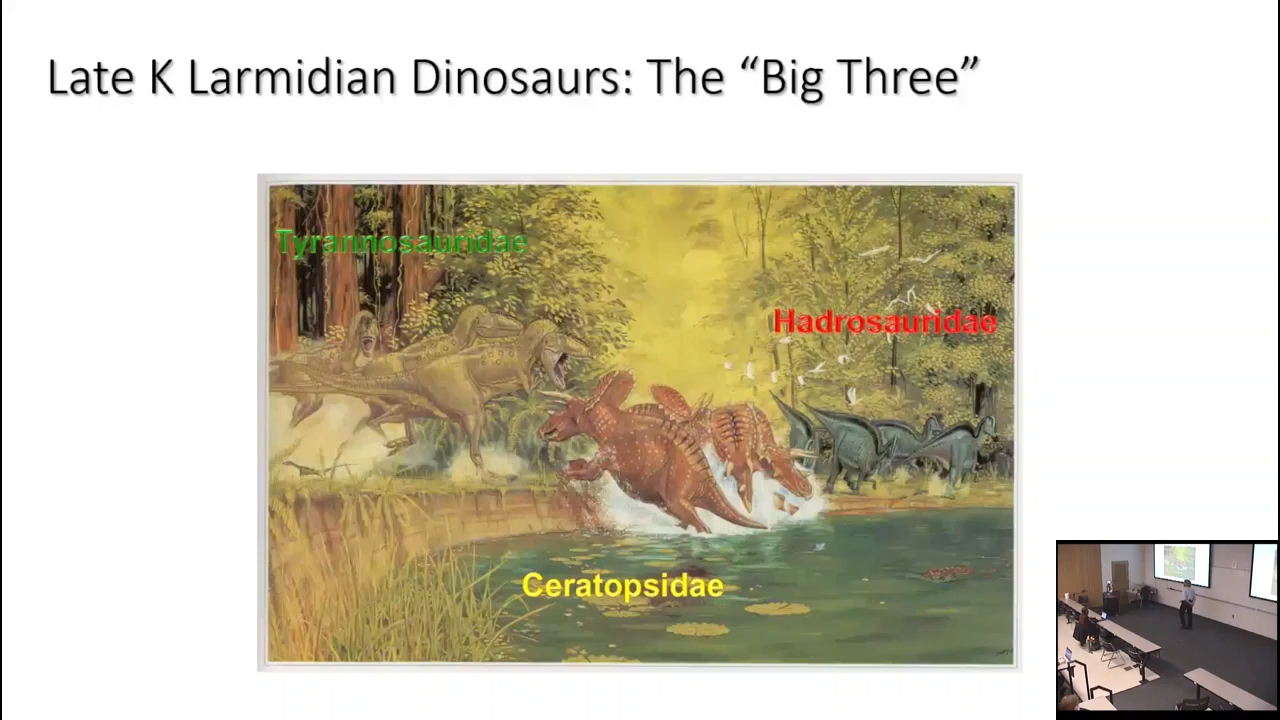 Late K Larmidian Dinosaurs: The “Big Three”
Tyrannosauridae
Hadrosauridae
Ceratopsidae